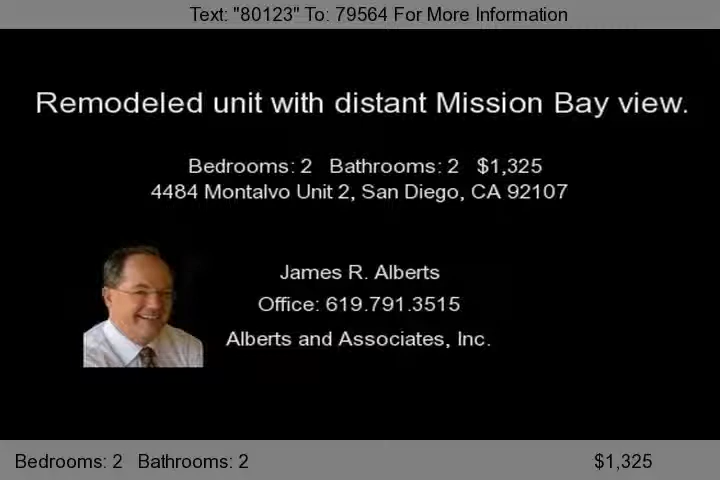 Text: "80123" To: 79564 For More Information
Remodeled unit with distant Mission Bay view.
Bedrooms: 2 Bathrooms: 2 $1,325
4484 Montalvo Unit 2, San Diego, CA 92107
James R. Alberts
Office: 619.791.3515
Alberts and Associates, Inc.
Bedrooms: 2 Bathrooms: 2 $1,325